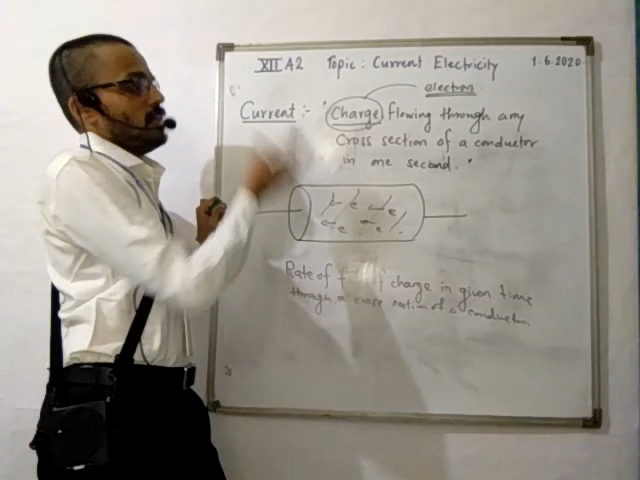 XII A2 Topic : Current Electricity 1.6.2020
electron
Current :- "Charge flowing through any
cross section of a conductor
in one second."
e e
e e
Rate of charge in given time
through a cross section of a conductor